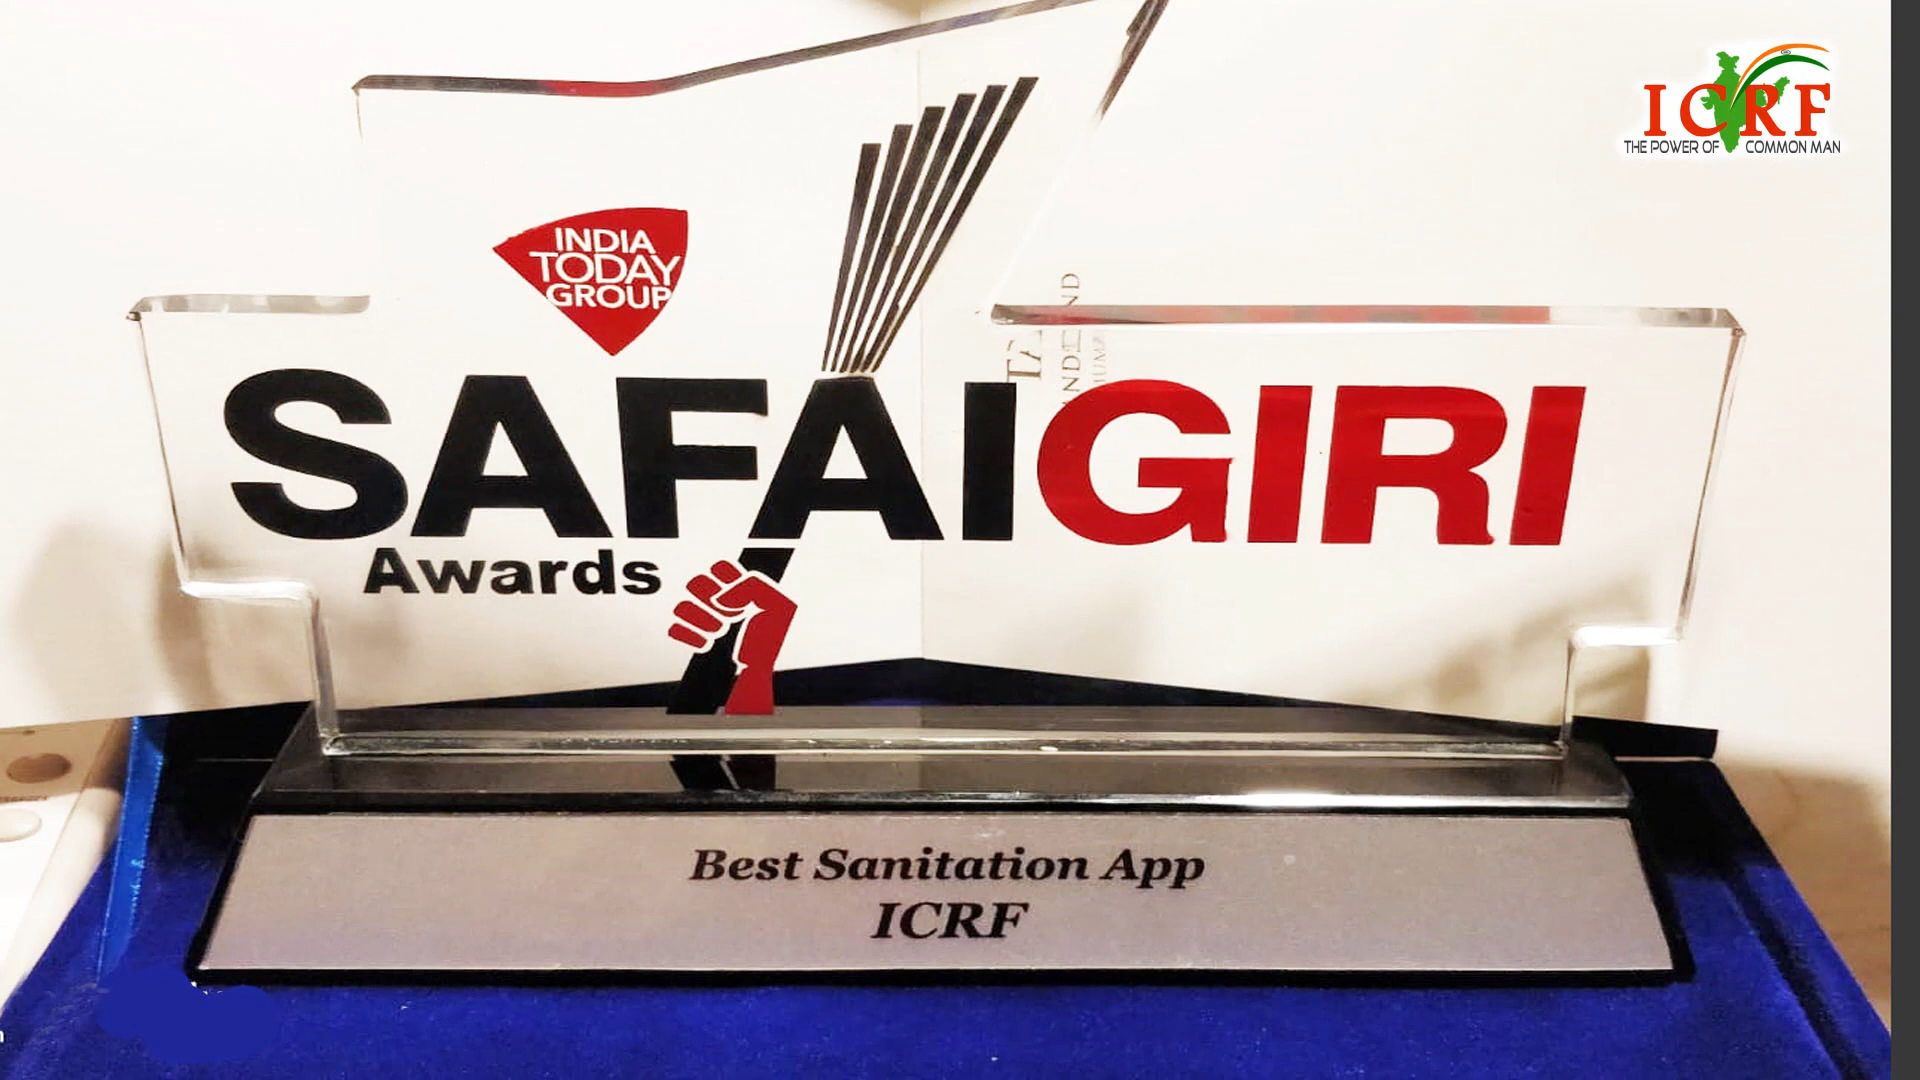 ICRF
THE POWER OF COMMON MAN
INDIA
TODAY
GROUP
SAFAIGIRI
Awards
Best Sanitation App
ICRF